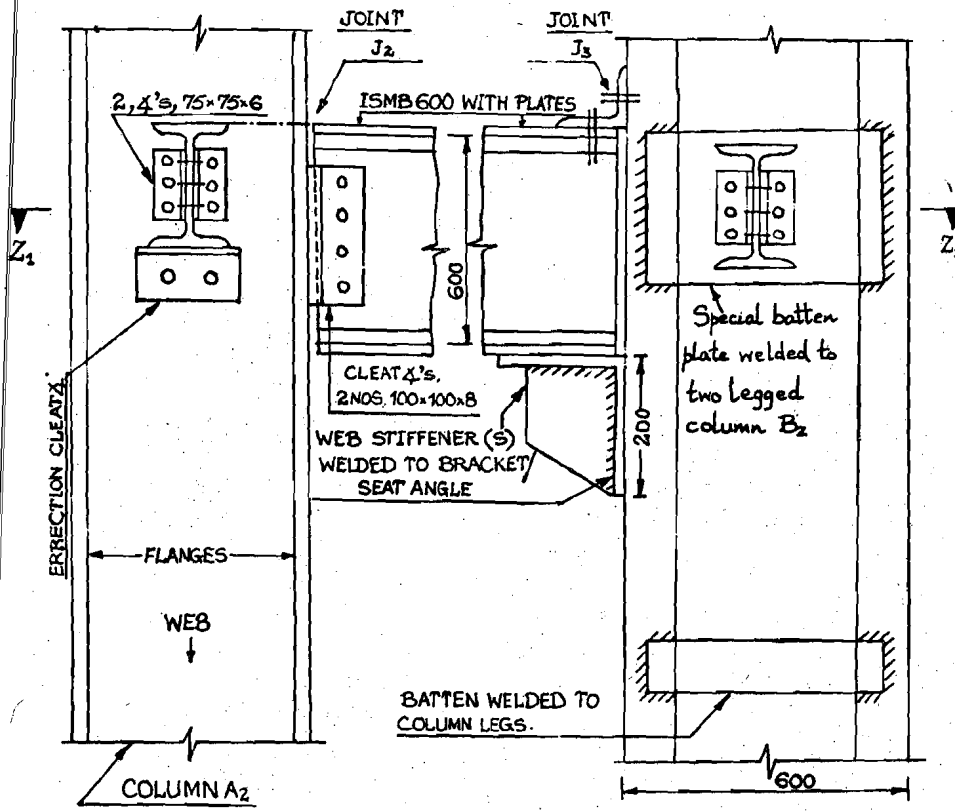 JOINT
J2
JOINT
J3
2, ∡'s, 75×75×6
ISMB 600 WITH PLATES
Z1
Z
600
Special batten
plate welded to
two legged
column B2
CLEAT ∡'s,
2 NOS, 100×100×8
WEB STIFFENER (S)
WELDED TO BRACKET
SEAT ANGLE
200
ERRECTION CLEAT ∡
FLANGES
WEB
BATTEN WELDED TO
COLUMN LEGS.
COLUMN A2
600